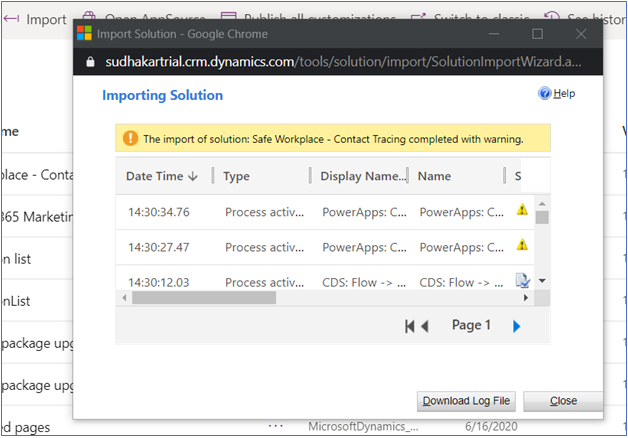 Import Open AppSource Publish all customizations Switch to classic See histor
Import Solution - Google Chrome
sudhakartrial.crm.dynamics.com/tools/solution/import/SolutionImportWizard.a...
Importing Solution
Help
The import of solution: Safe Workplace - Contact Tracing completed with warning.
me
Date Time Type Display Name... Name S
place - Conta
14:30:34.76 Process activ... PowerApps: C... PowerApps: C...
365 Marketin
14:30:27.47 Process activ... PowerApps: C... PowerApps: C...
on list
14:30:12.03 Process activ... CDS: Flow -> ... CDS: Flow -> ...
onList
Page 1
package upg
package upg
Download Log File Close
ed pages ... MicrosoftDynamics_... 6/16/2020